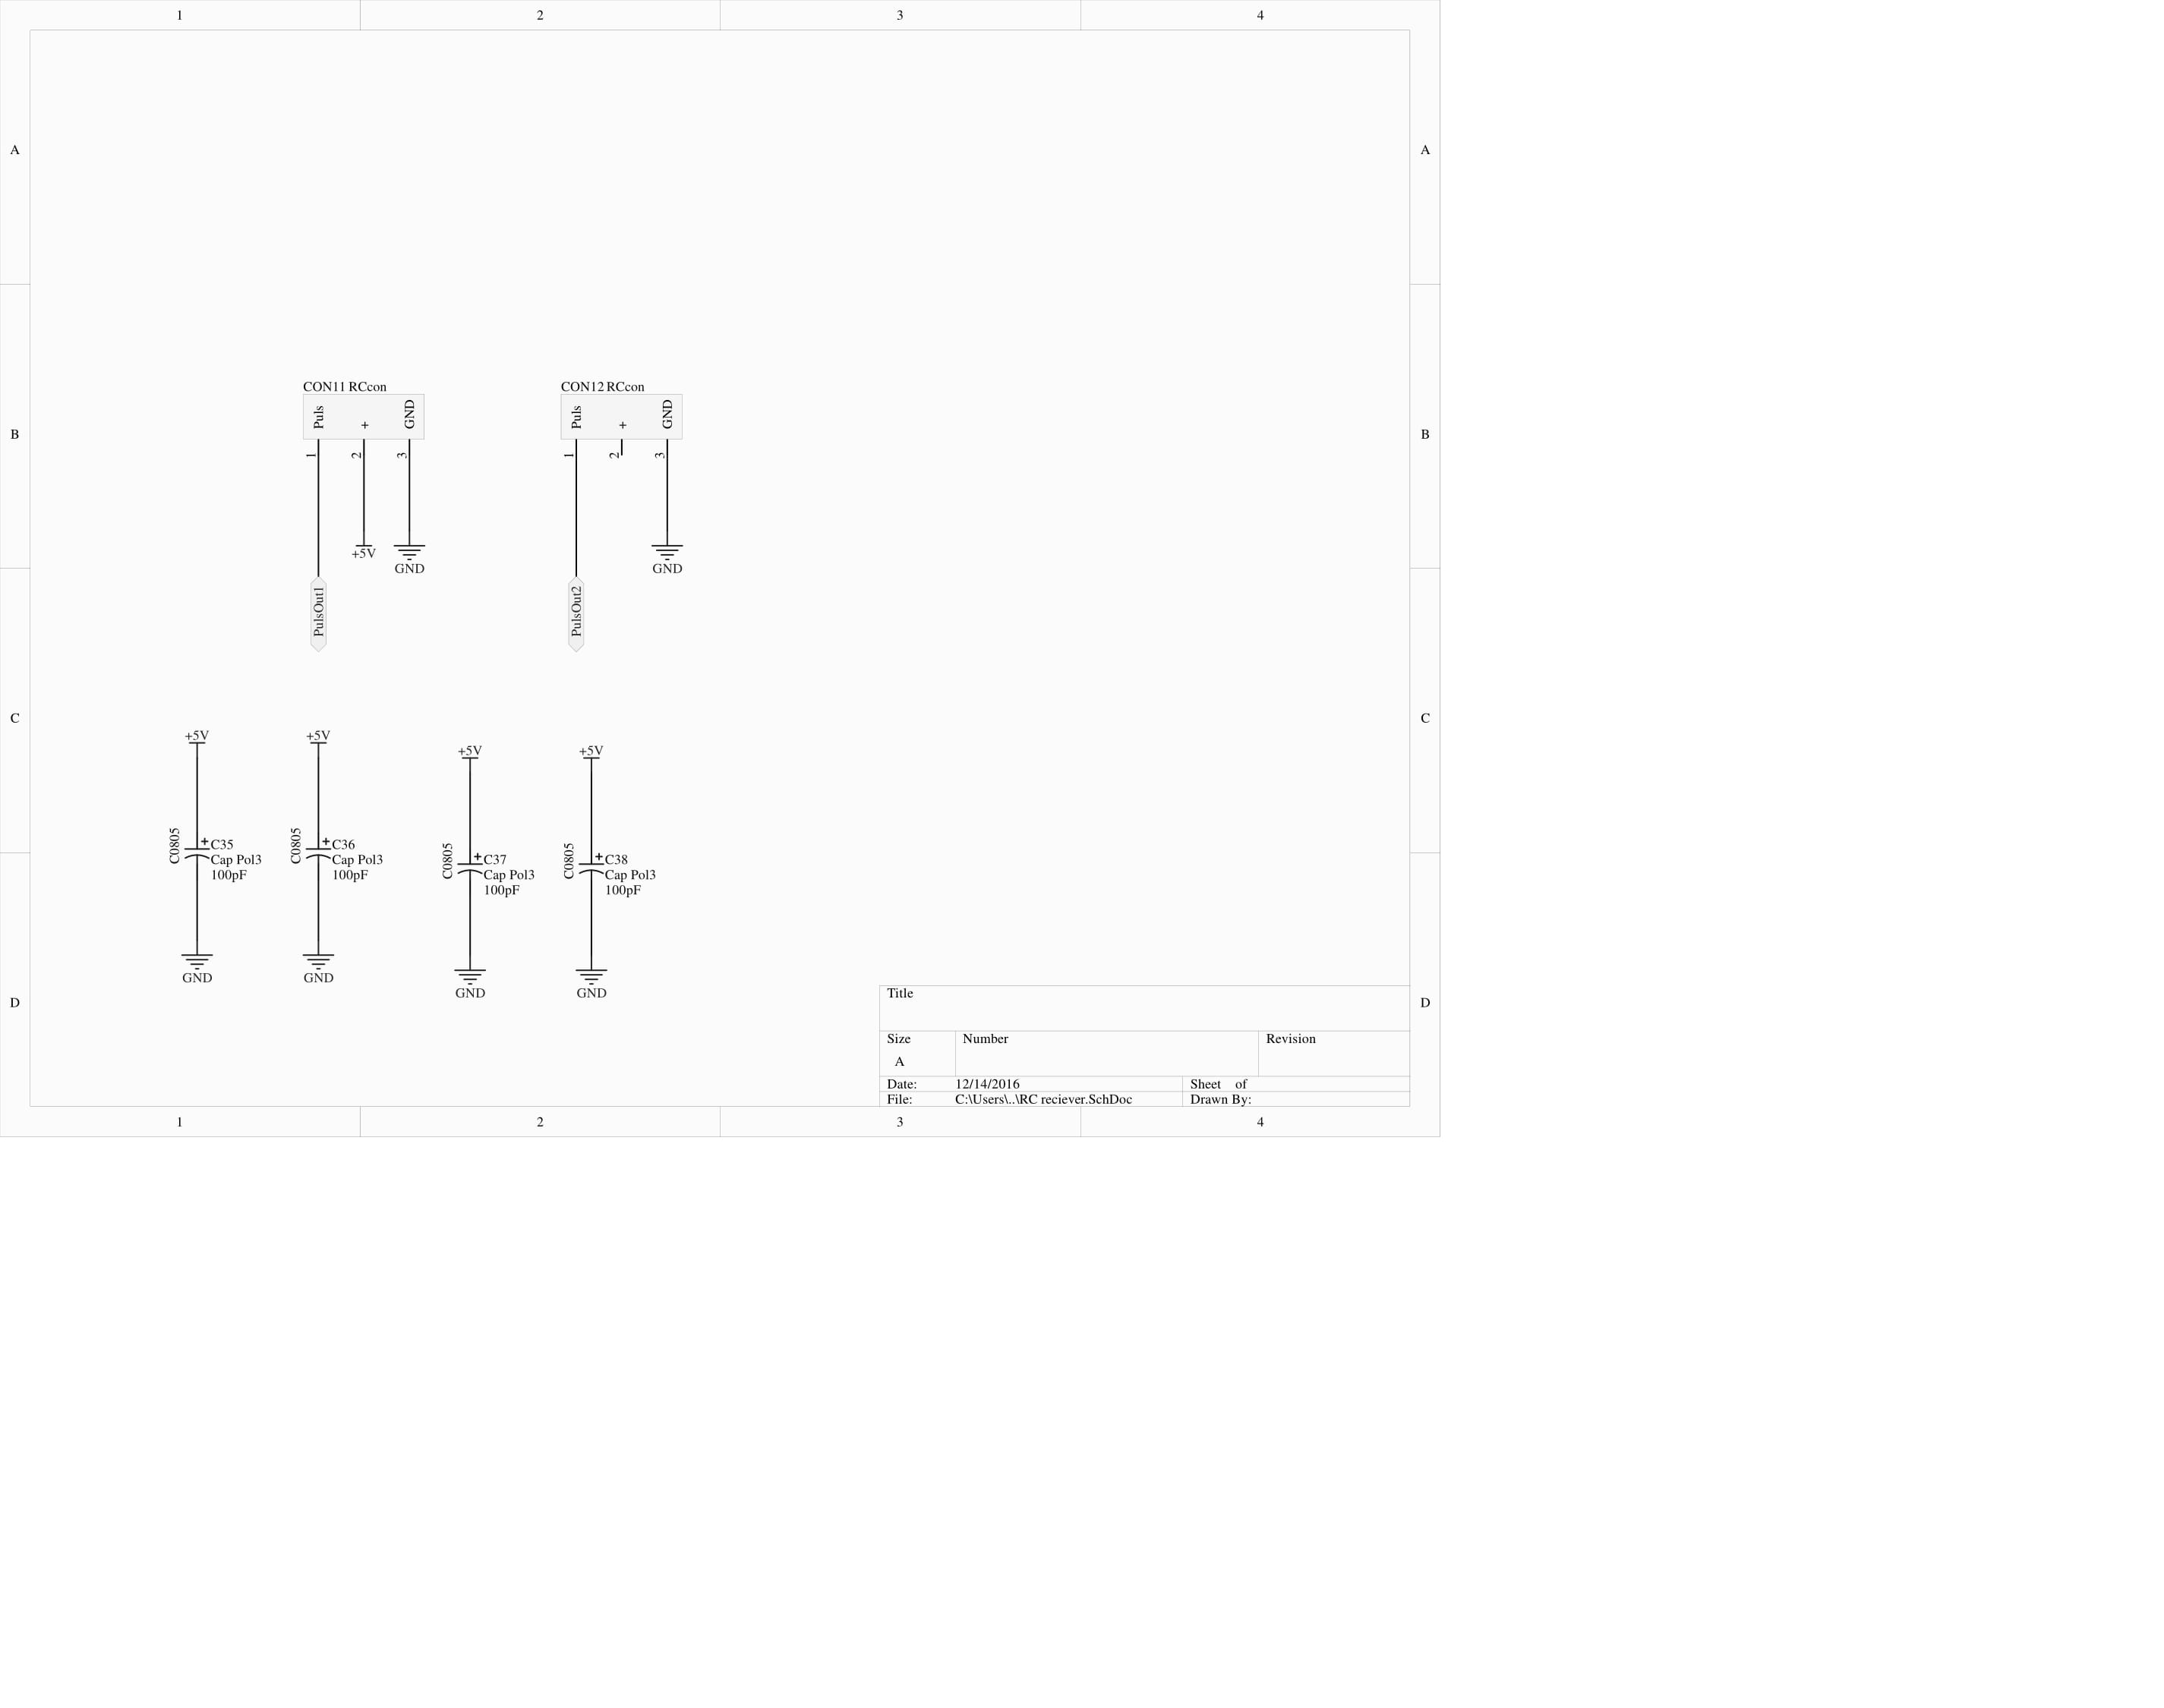 1 2 3 4
A A
CON11 RCcon CON12 RCcon
Puls + GND Puls + GND
B B
1 2 3 1 2 3
+5V
GND GND
PulsOut1 PulsOut2
C C
+5V +5V
+5V +5V
C0805 + C35 C0805 + C36
Cap Pol3 Cap Pol3
100pF 100pF
C0805 + C37 C0805 + C38
Cap Pol3 Cap Pol3
100pF 100pF
GND GND
GND GND
D D
Title
Size Number Revision
A
Date: 12/14/2016 Sheet of
File: C:\Users\..\RC reciever.SchDoc Drawn By:
1 2 3 4